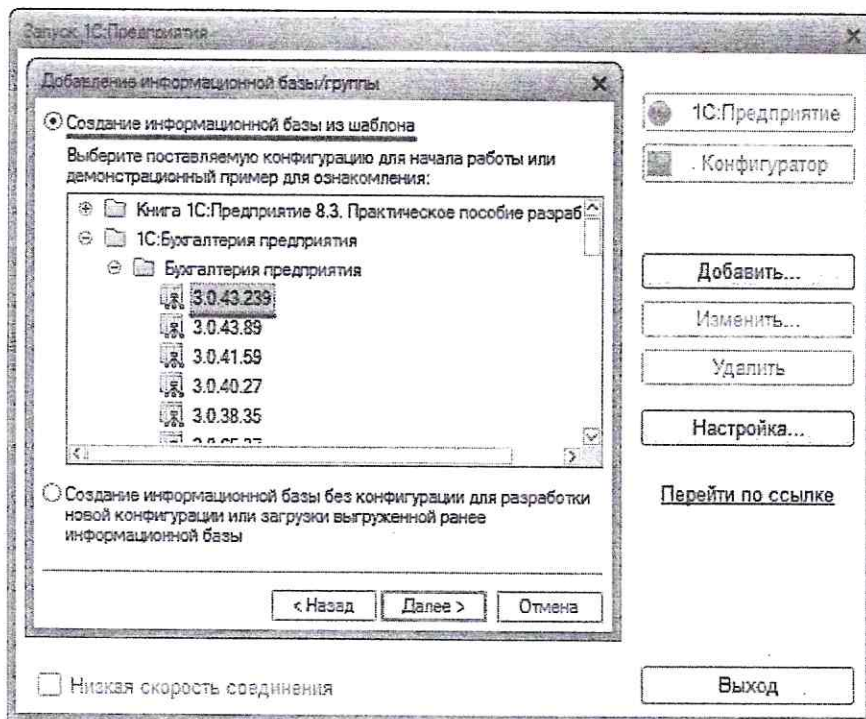 Запуск 1С:Предприятия
Добавление информационной базы/группы
Создание информационной базы из шаблона
Выберите поставляемую конфигурацию для начала работы или
демонстрационный пример для ознакомления:
Книга 1С:Предприятие 8.3. Практическое пособие разраб
1С:Бухгалтерия предприятия
Бухгалтерия предприятия
3.0.43.239
3.0.43.89
3.0.41.59
3.0.40.27
3.0.38.35
Создание информационной базы без конфигурации для разработки
новой конфигурации или загрузки выгруженной ранее
информационной базы
< Назад
Далее >
Отмена
1С:Предприятие
Конфигуратор
Добавить...
Изменить...
Удалить
Настройка...
Перейти по ссылке
Низкая скорость соединения
Выход